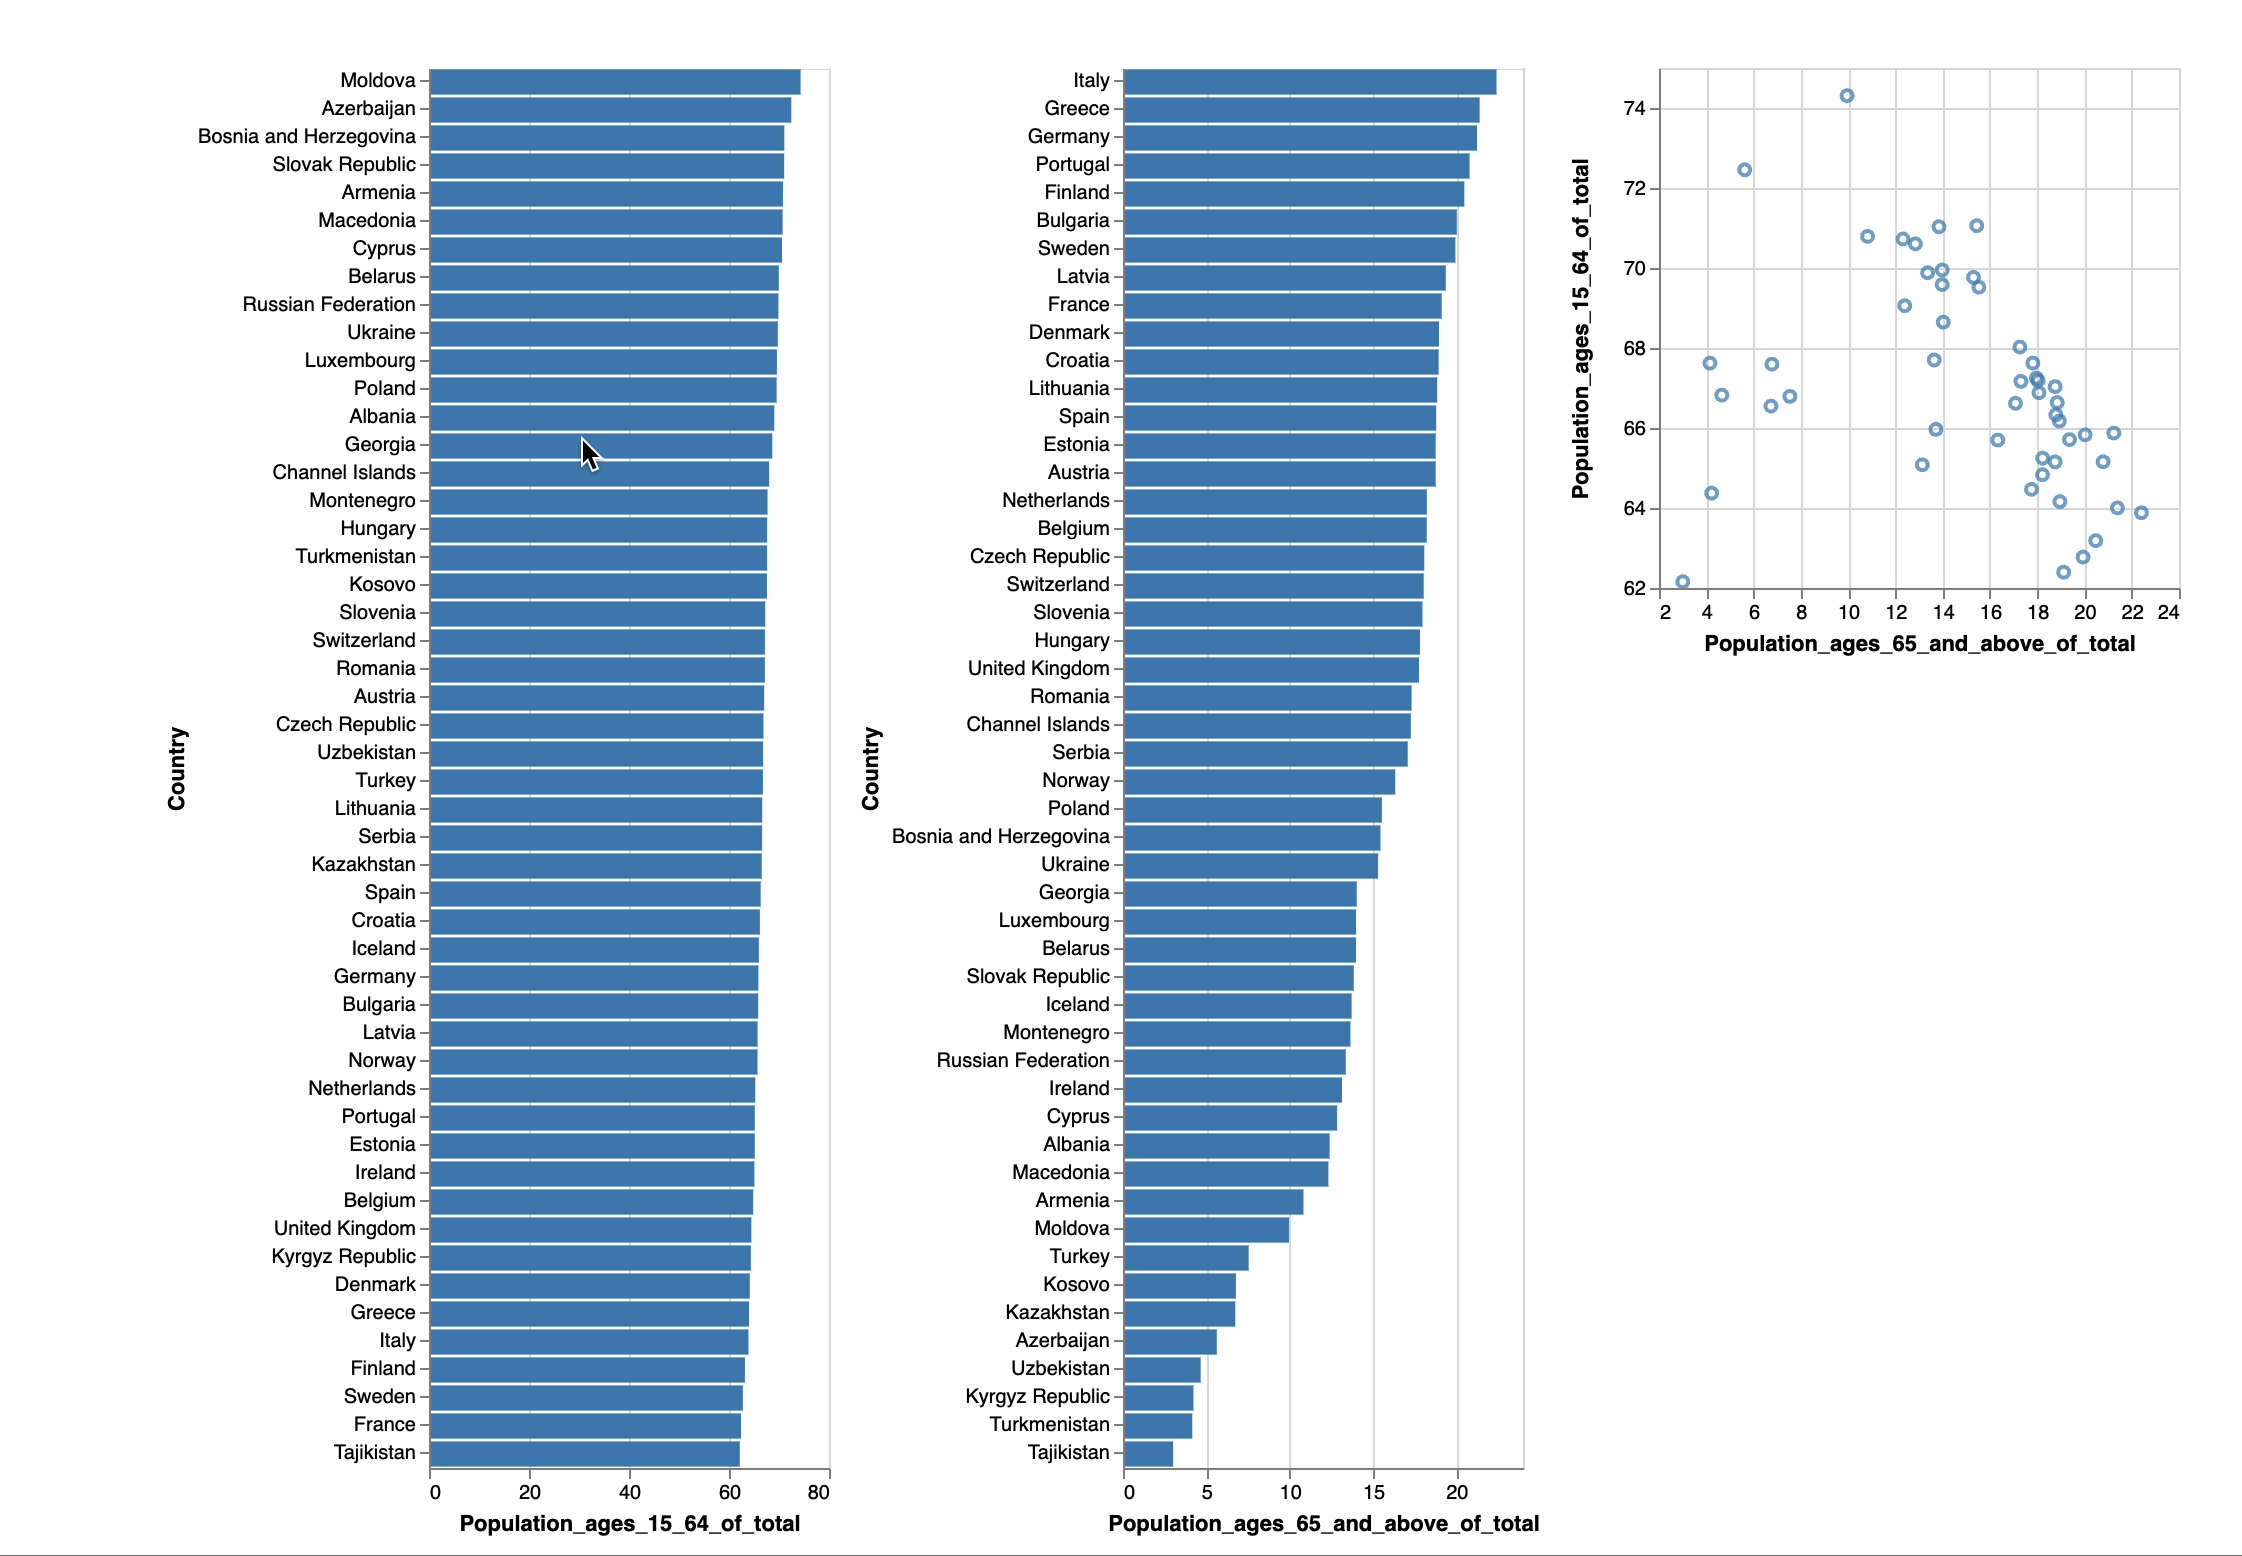 Moldova
Azerbaijan
Bosnia and Herzegovina
Slovak Republic
Armenia
Macedonia
Cyprus
Belarus
Russian Federation
Ukraine
Luxembourg
Poland
Albania
Georgia
Channel Islands
Montenegro
Hungary
Turkmenistan
Kosovo
Slovenia
Switzerland
Romania
Austria
Czech Republic
Uzbekistan
Turkey
Lithuania
Serbia
Kazakhstan
Spain
Croatia
Iceland
Germany
Bulgaria
Latvia
Norway
Netherlands
Portugal
Estonia
Ireland
Belgium
United Kingdom
Kyrgyz Republic
Denmark
Greece
Italy
Finland
Sweden
France
Tajikistan
Country
0 20 40 60 80
Population_ages_15_64_of_total
Italy
Greece
Germany
Portugal
Finland
Bulgaria
Sweden
Latvia
France
Denmark
Croatia
Lithuania
Spain
Estonia
Austria
Netherlands
Belgium
Czech Republic
Switzerland
Slovenia
Hungary
United Kingdom
Romania
Channel Islands
Serbia
Norway
Poland
Bosnia and Herzegovina
Ukraine
Georgia
Luxembourg
Belarus
Slovak Republic
Iceland
Montenegro
Russian Federation
Ireland
Cyprus
Albania
Macedonia
Armenia
Moldova
Turkey
Kosovo
Kazakhstan
Azerbaijan
Uzbekistan
Kyrgyz Republic
Turkmenistan
Tajikistan
Country
0 5 10 15 20
Population_ages_65_and_above_of_total
74
72
70
68
66
64
62
Population_ages_15_64_of_total
2 4 6 8 10 12 14 16 18 20 22 24
Population_ages_65_and_above_of_total